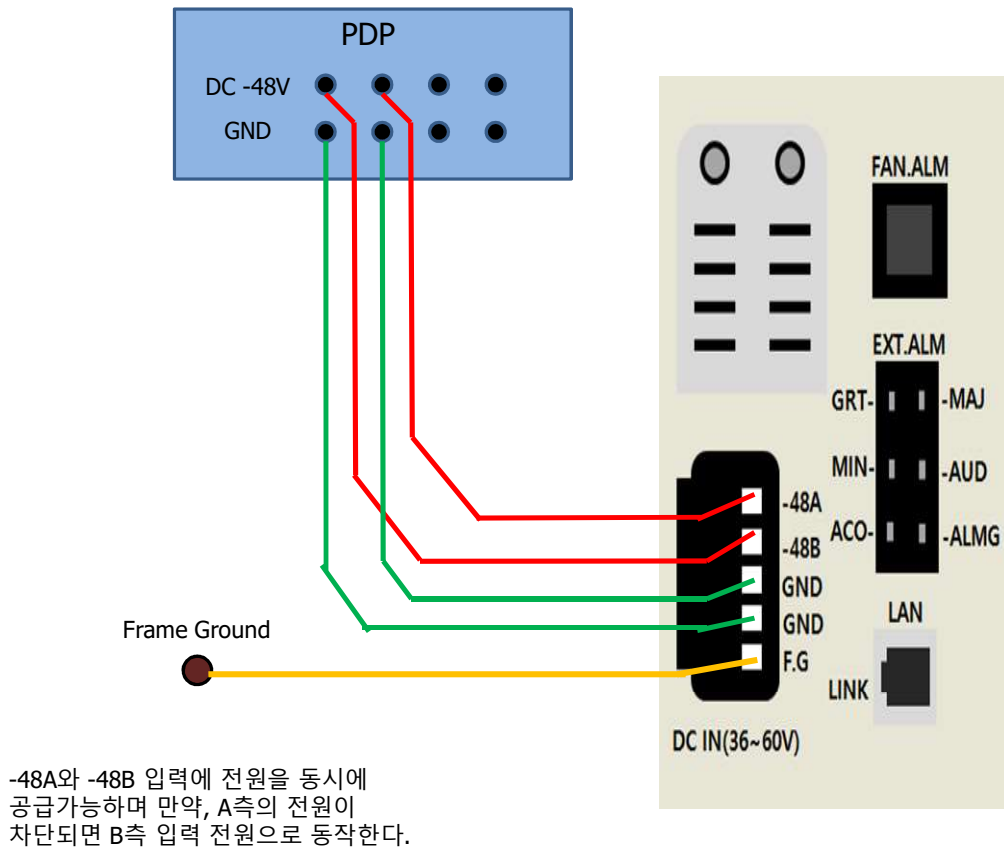 PDP
DC -48V
GND
FAN.ALM
EXT.ALM
GRT- -MAJ
MIN- -AUD
ACO- -ALMG
-48A
-48B
GND
GND
F.G
LAN
LINK
DC IN(36~60V)
Frame Ground
-48A와 -48B 입력에 전원을 동시에
공급가능하며 만약, A측의 전원이
차단되면 B측 입력 전원으로 동작한다.